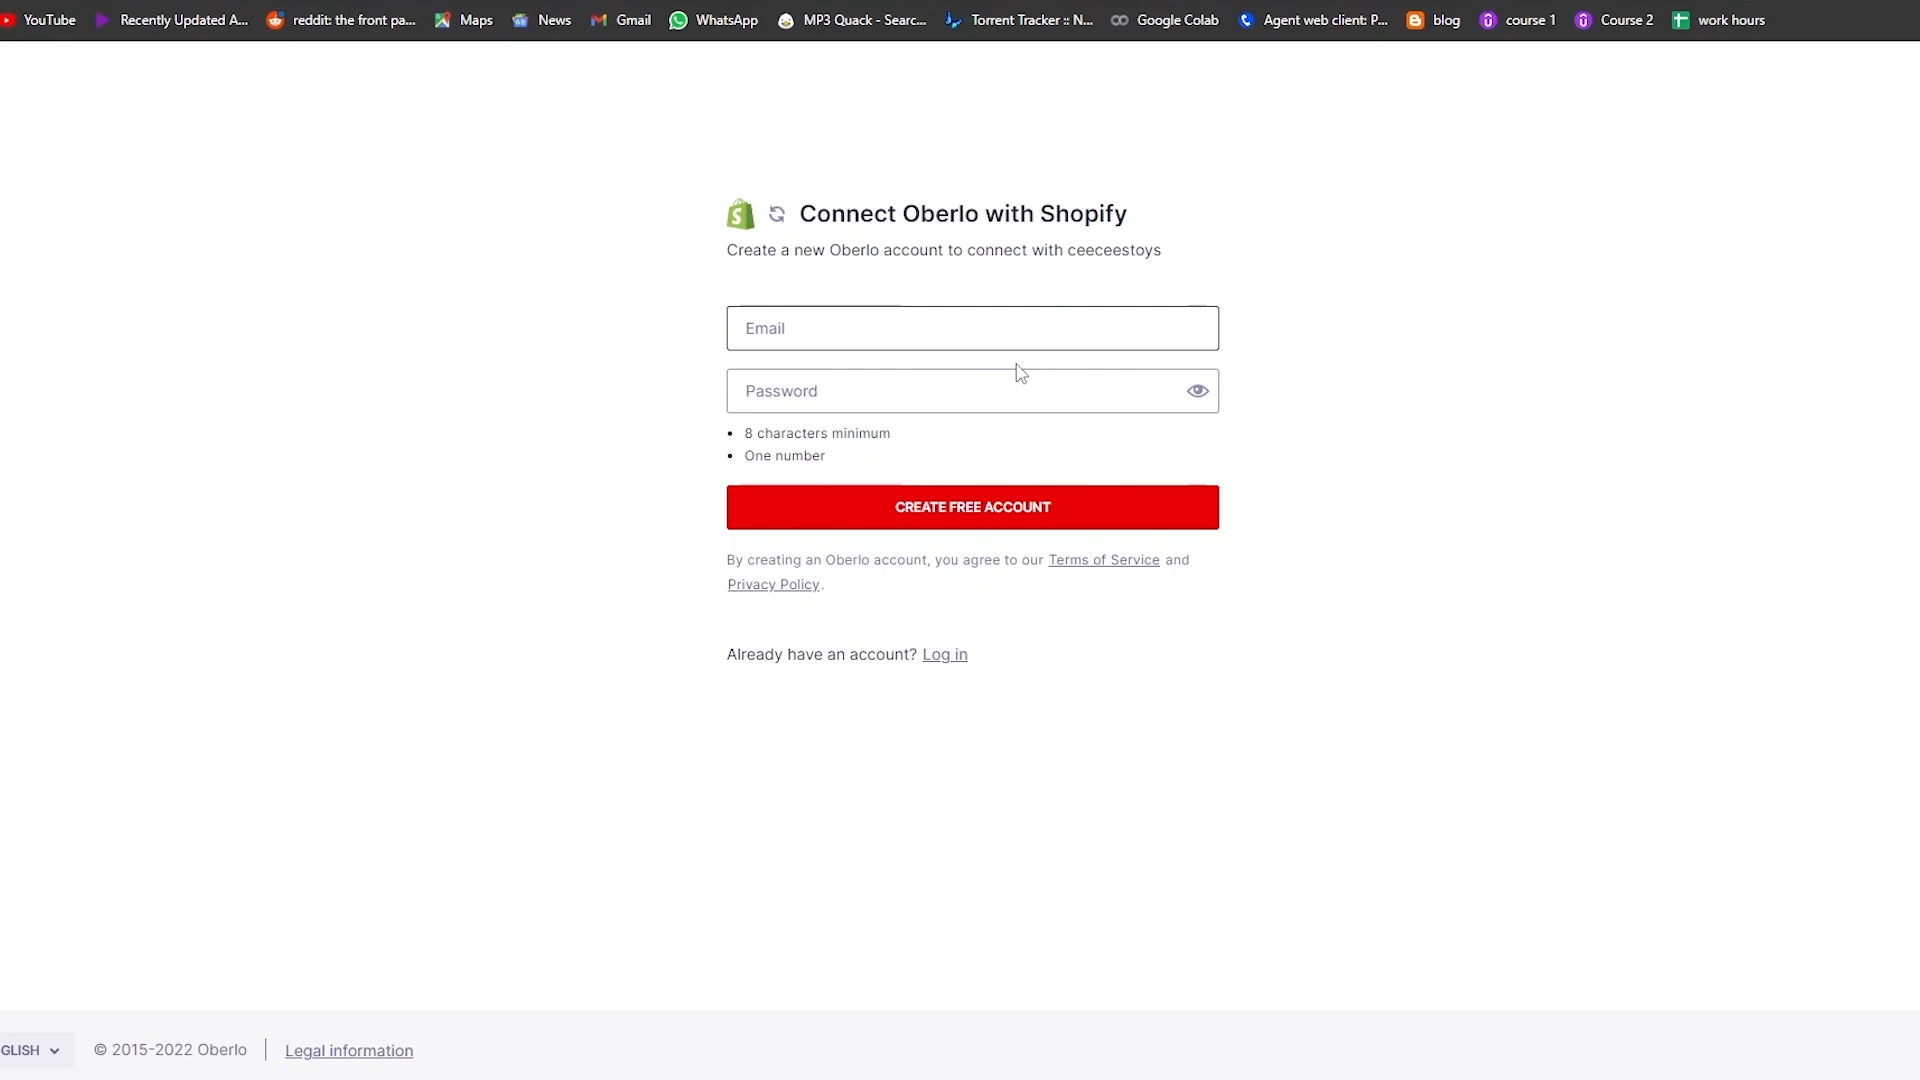 YouTube Recently Updated A... reddit: the front pa... Maps News Gmail WhatsApp MP3 Quack - Searc... Torrent Tracker :: N... Google Colab Agent web client: P... blog course 1 Course 2 work hours
Connect Oberlo with Shopify
Create a new Oberlo account to connect with ceeceestoys
Email
Password
8 characters minimum
One number
CREATE FREE ACCOUNT
By creating an Oberlo account, you agree to our Terms of Service and
Privacy Policy.
Already have an account? Log in
GLISH © 2015-2022 Oberlo Legal information